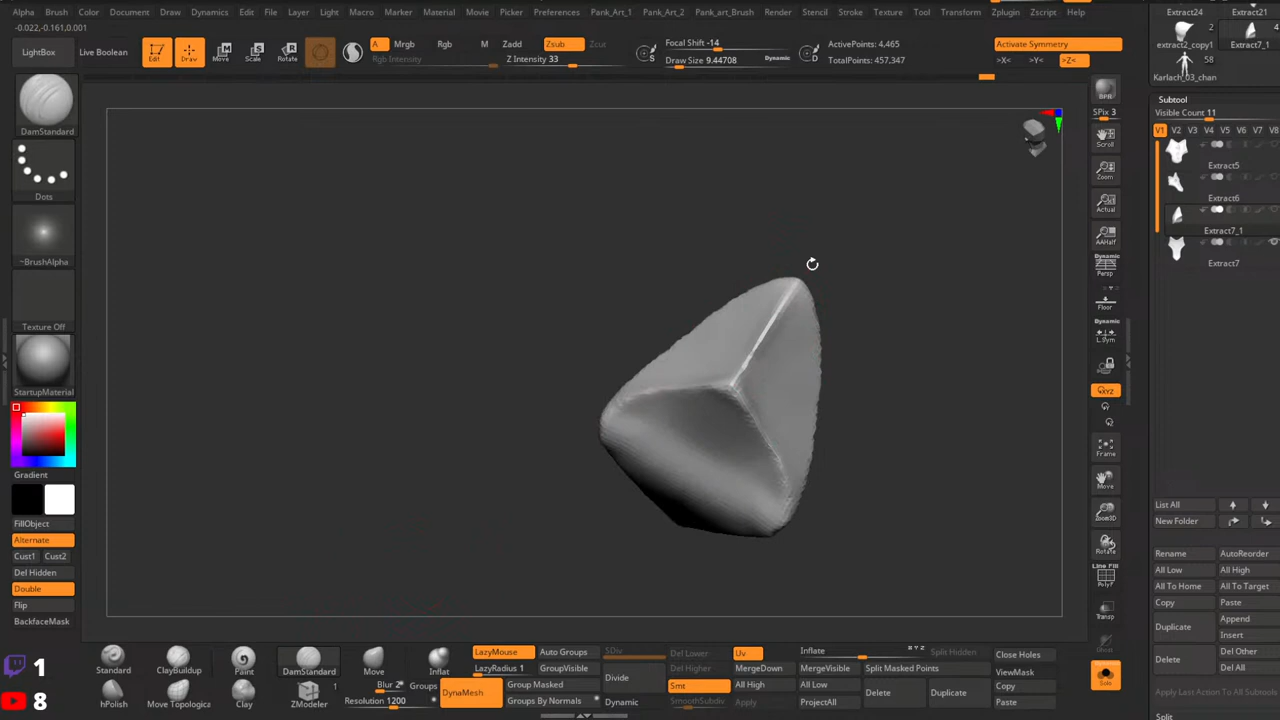 Alpha Brush Color Document Draw Dynamics Edit File Layer Light Macro Marker Material Movie Picker Preferences Pank_Art_1 Pank_Art_2 Pank_art_Brush Render Stencil Stroke Texture Tool Transform Zplugin Zscript Help
-0.022,-0.161,0.001
LightBox Live Boolean Edit Draw Move Scale Rotate
A Mrgb Rgb M Zadd Zsub Zcut
Rgb Intensity Z Intensity 33
S Focal Shift -14
Draw Size 9.44708 Dynamic D
ActivePoints: 4,465
TotalPoints: 457,347
Activate Symmetry
>X< >Y< >Z<
DamStandard
Dots
~BrushAlpha
Texture Off
StartupMaterial
Gradient
FillObject
Alternate
Cust1 Cust2
Del Hidden
Double
Flip
BackfaceMask
BPR
SPix 3
Scroll
Zoom
Actual
AAHalf
Dynamic
Persp
Floor
Dynamic
L.Sym
XYZ
Frame
Move
Zoom3D
Rotate
Line Fill
PolyF
Transp
Ghost
Dynamic
Solo
Extract24 Extract21
2 4
extract2_copy1 Extract7_1
58
Karlach_03_chan
Subtool
Visible Count 11
V1 V2 V3 V4 V5 V6 V7 V8
Extract5
Extract6
Extract7_1
Extract7
List All
New Folder
Rename AutoReorder
All Low All High
All To Home All To Target
Copy Paste
Duplicate Append
Insert
Delete Del Other
Del All
Apply Last Action To All Subtools
Split
1
8
Standard ClayBuildup Paint DamStandard Move Inflat
hPolish Move Topologica Clay ZModeler 1
Blur 2 Groups
Resolution 1200
LazyMouse Auto Groups
LazyRadius 1 GroupVisible
DynaMesh Group Masked
Groups By Normals
SDiv
Divide
Dynamic
Del Lower Uv
Del Higher MergeDown
Smt All High
SmoothSubdiv Apply
Inflate X Y Z Split Hidden
MergeVisible Split Masked Points
All Low Delete Duplicate
ProjectAll
Close Holes
ViewMask
Copy
Paste